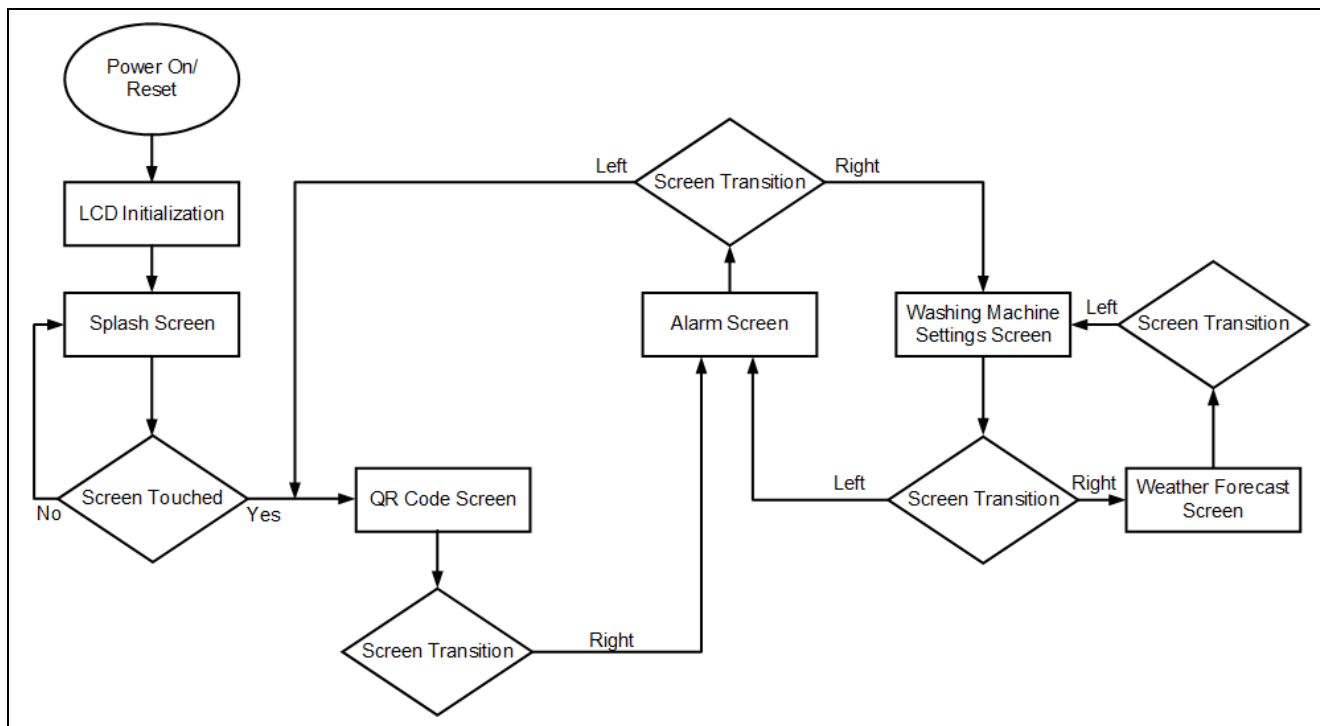 Power On/
Reset
LCD Initialization
Splash Screen
Screen Touched
No
Yes
QR Code Screen
Screen Transition
Right
Alarm Screen
Screen Transition
Left
Right
Washing Machine
Settings Screen
Screen Transition
Left
Right
Weather Forecast
Screen
Screen Transition
Left